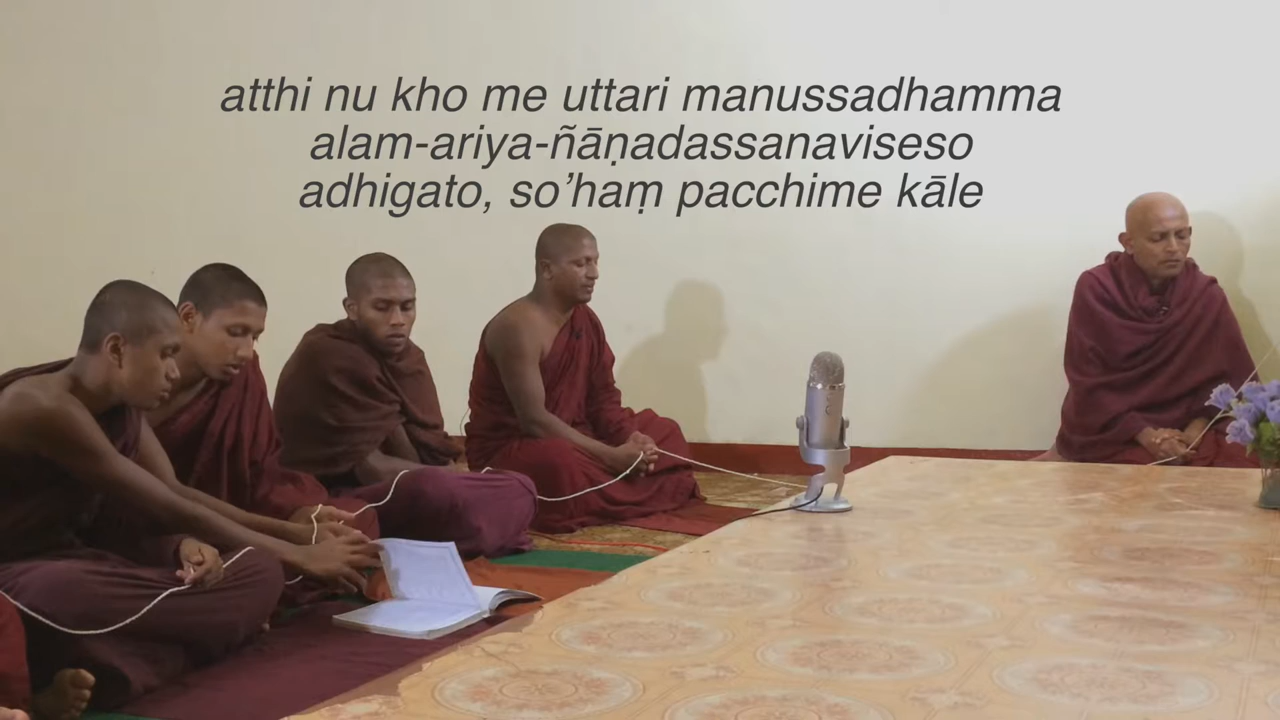 atthi nu kho me uttari manussadhamma
alam-ariya-ñāṇadassanaviseso
adhigato, so’haṃ pacchime kāle